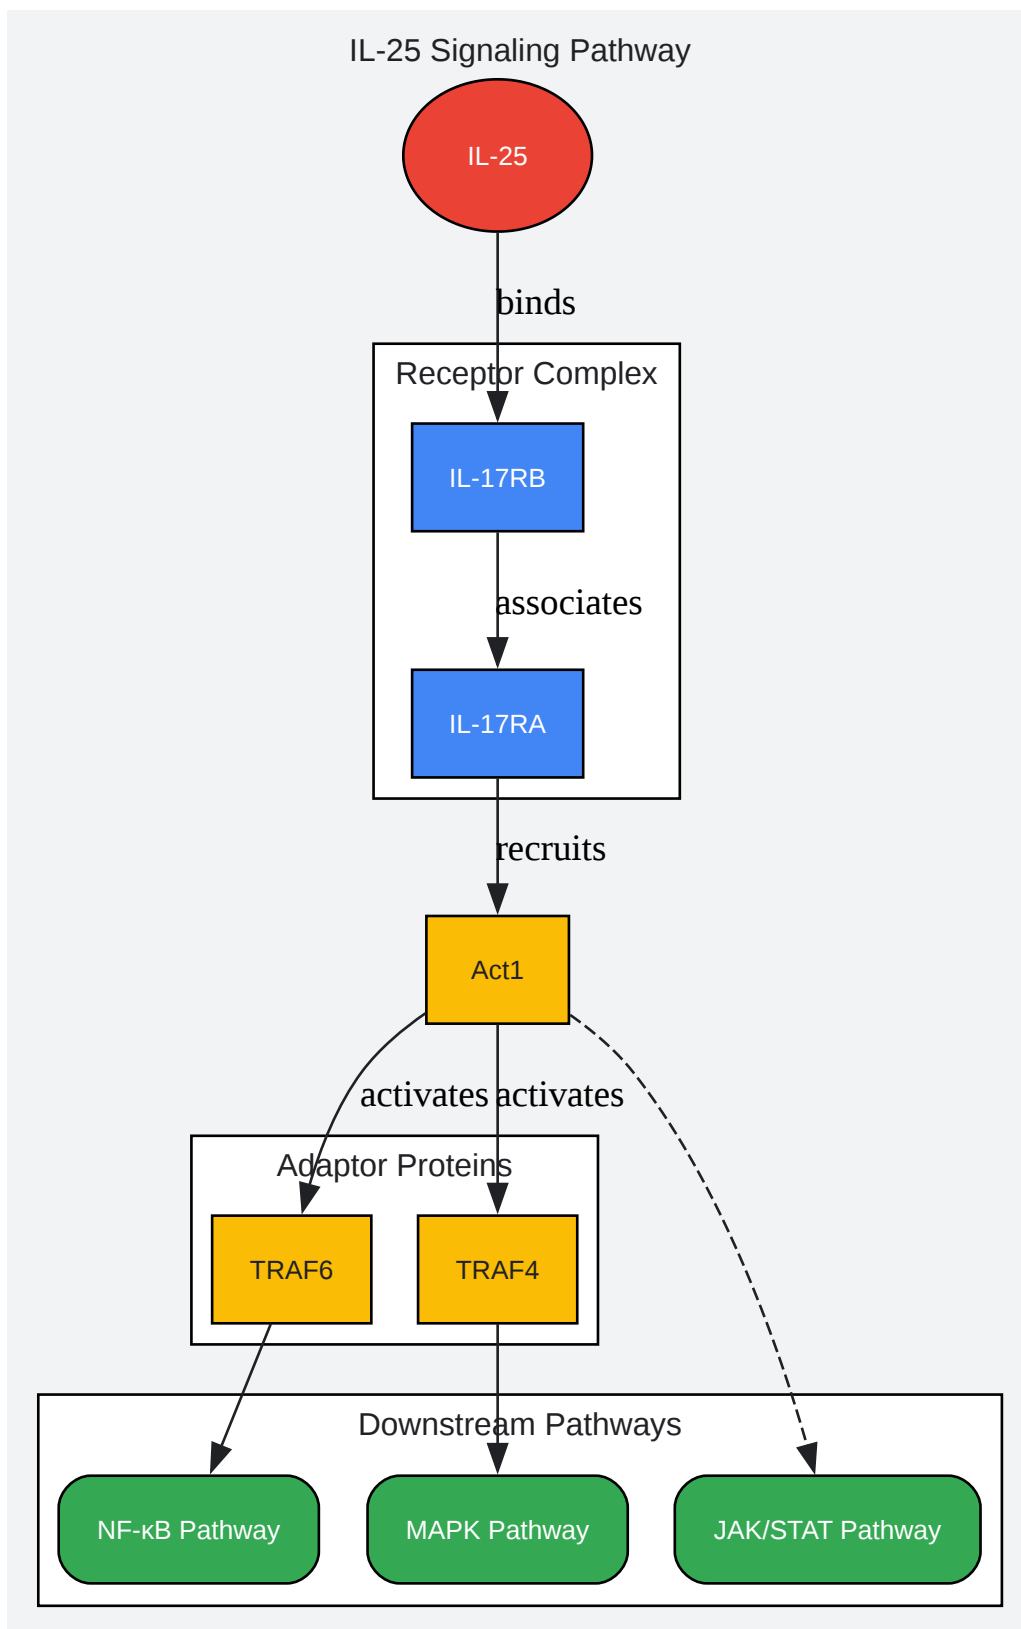 IL-25 Signaling Pathway
IL-25
binds
Receptor Complex
IL-17RB
associates
IL-17RA
recruits
Act1
activates
activates
Adaptor Proteins
TRAF6
TRAF4
Downstream Pathways
NF-κB Pathway
MAPK Pathway
JAK/STAT Pathway